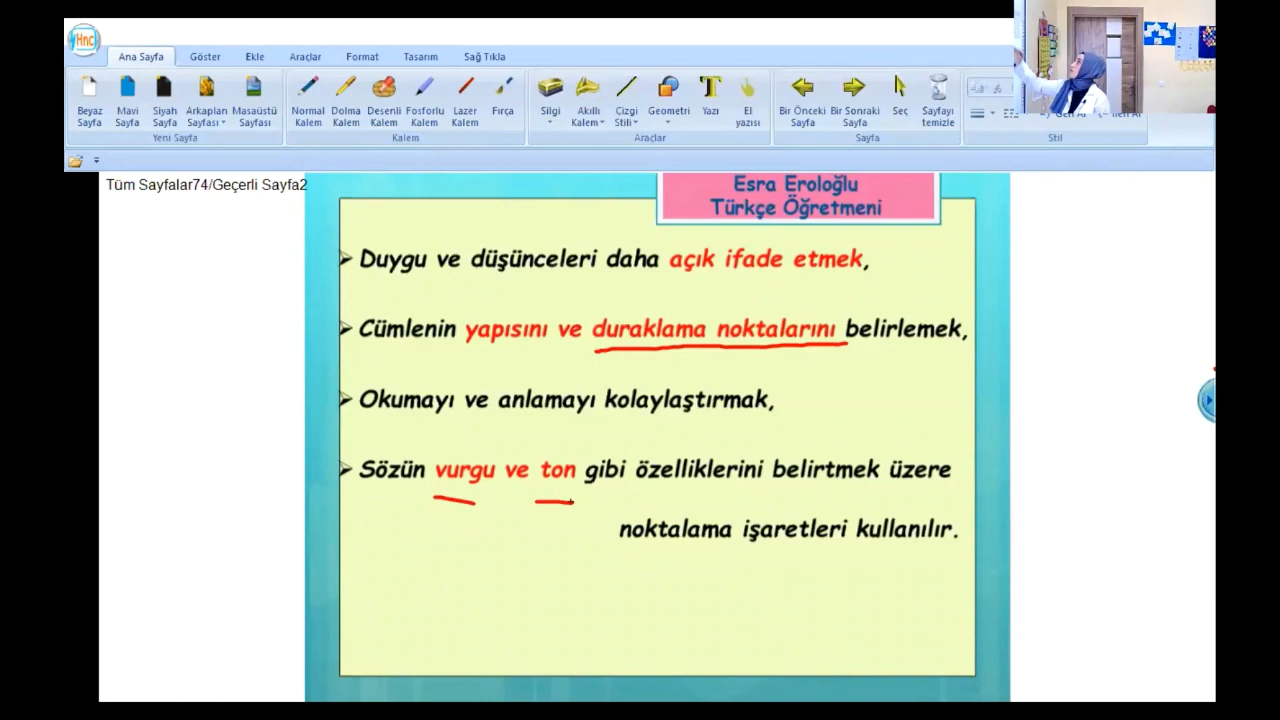 Hnc
Ana Sayfa Göster Ekle Araçlar Format Tasarım Sağ Tıkla
Beyaz Sayfa Mavi Sayfa Siyah Sayfa Arkaplan Sayfası Masaüstü Sayfası
Normal Kalem Dolma Kalem Desenli Kalem Fosforlu Kalem Lazer Kalem Fırça
Silgi Akıllı Kalem Çizgi Stili Geometri Yazı El yazısı
Bir Önceki Sayfa Bir Sonraki Sayfa Seç Sayfayı temizle
Yeni Sayfa Kalem Araçlar Sayfa Stil
Tüm Sayfalar74/Geçerli Sayfa2
Esra Eroloğlu
Türkçe Öğretmeni
Duygu ve düşünceleri daha açık ifade etmek,
Cümlenin yapısını ve duraklama noktalarını belirlemek,
Okumayı ve anlamayı kolaylaştırmak,
Sözün vurgu ve ton gibi özelliklerini belirtmek üzere
noktalama işaretleri kullanılır.